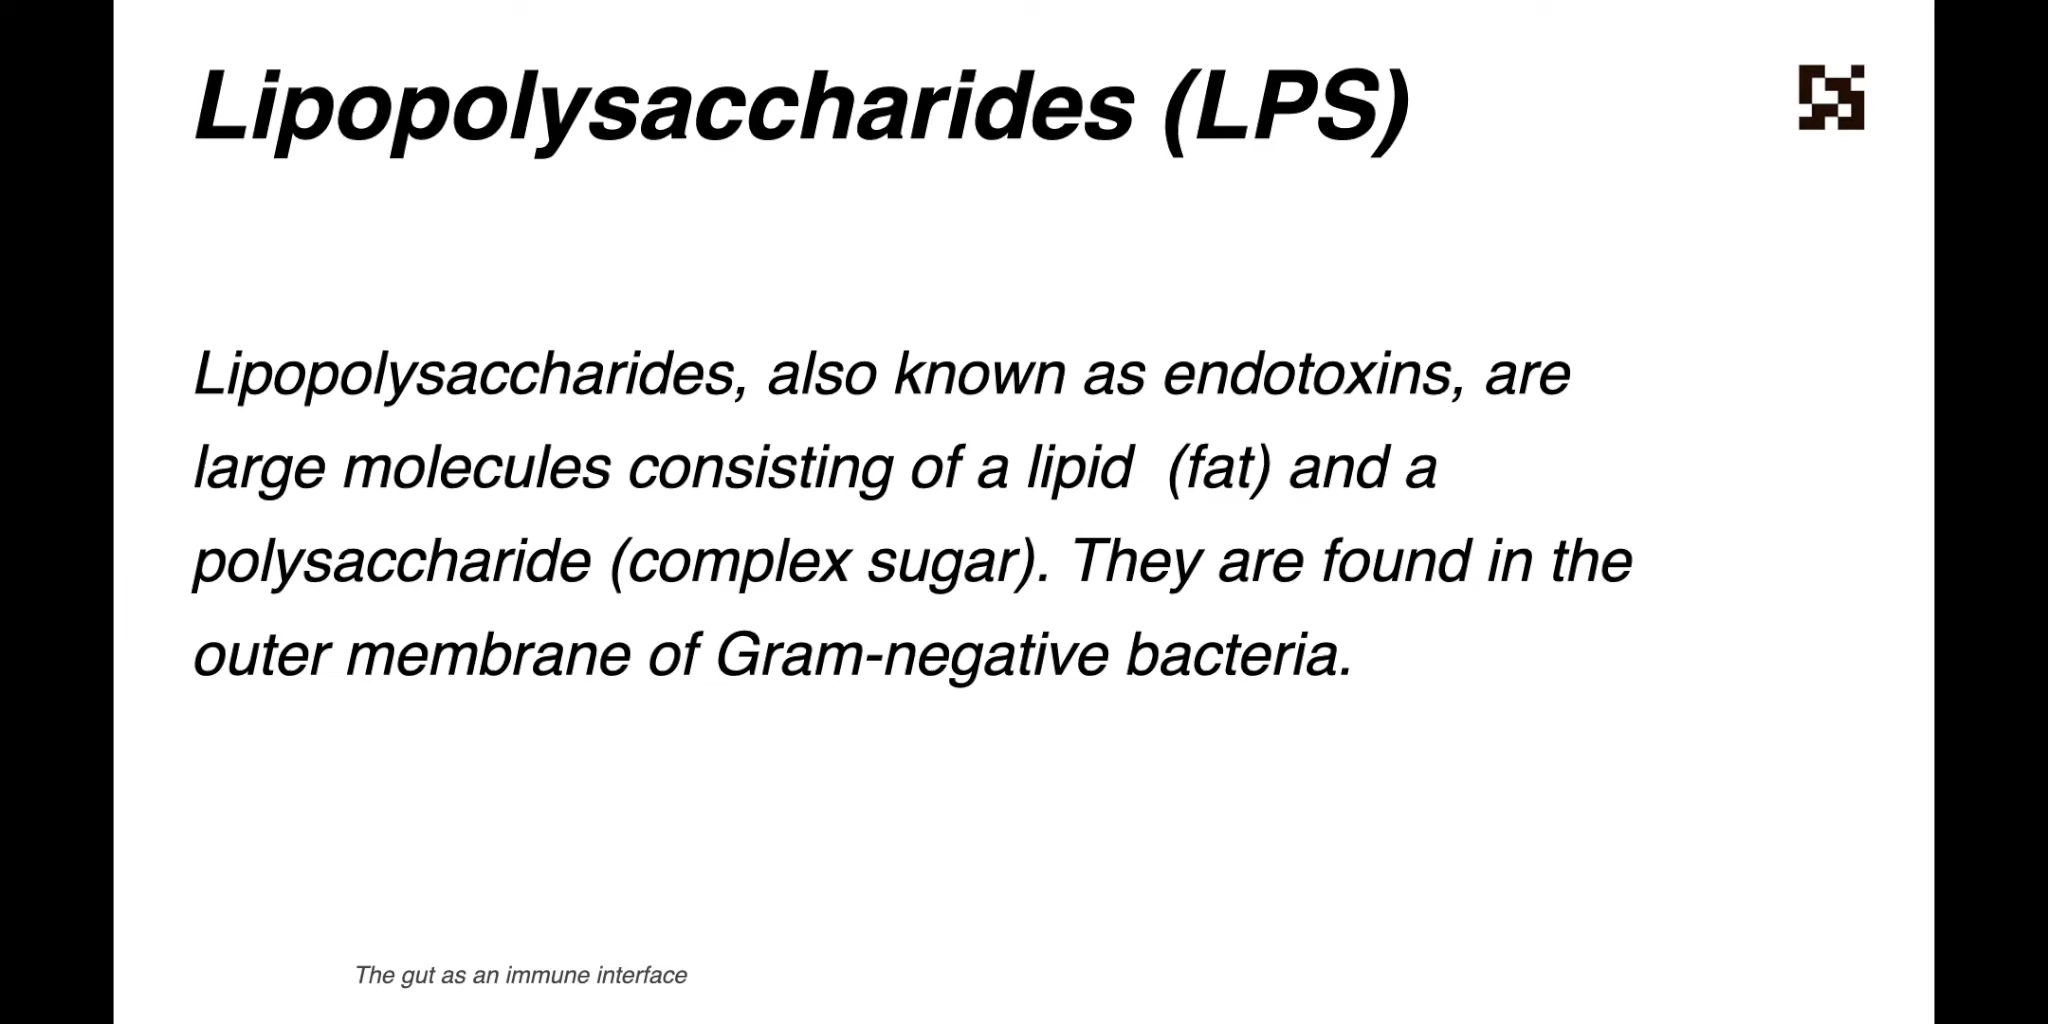 Lipopolysaccharides (LPS)
Lipopolysaccharides, also known as endotoxins, are
large molecules consisting of a lipid  (fat) and a
polysaccharide (complex sugar). They are found in the
outer membrane of Gram-negative bacteria.
The gut as an immune interface